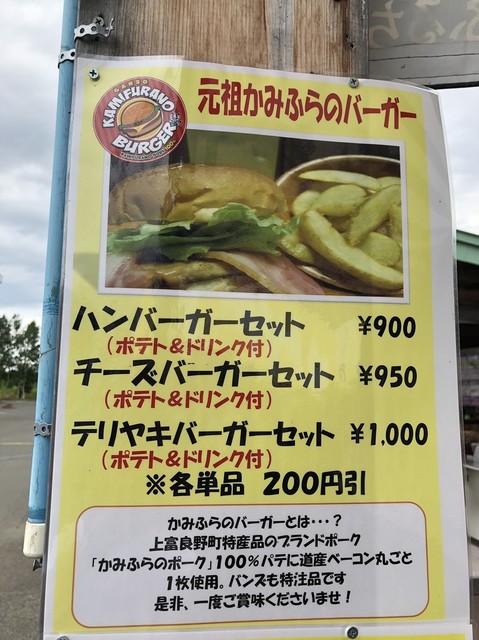 GANSO
KAMIFURANO
BURGER
元祖かみふらのバーガー
ハンバーガーセット ¥900
(ポテト&ドリンク付)
チーズバーガーセット ¥950
(ポテト&ドリンク付)
テリヤキバーガーセット ¥1,000
(ポテト&ドリンク付)
※各単品 200円引
かみふらのバーガーとは・・・?
上富良野町特産品のブランドポーク
「かみふらのポーク」100%パテに道産ベーコン丸ごと
1枚使用。バンズも特注品です
是非、一度ご賞味くださいませ!